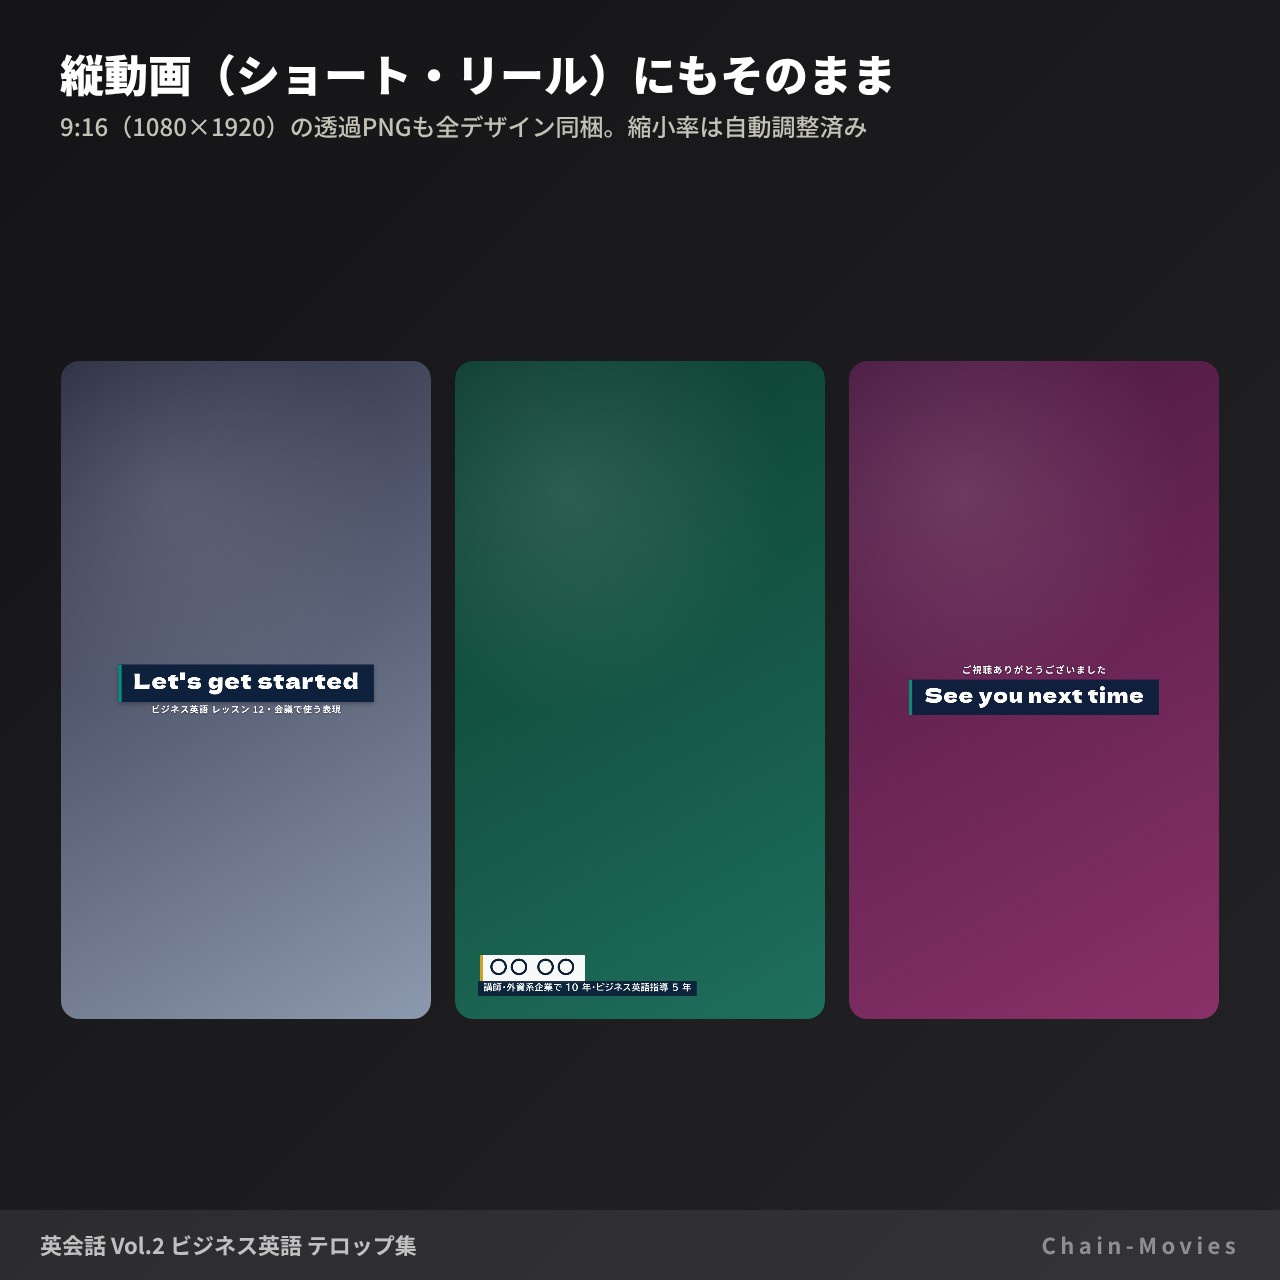 縦動画（ショート・リール）にもそのまま
9:16（1080×1920）の透過PNGも全デザイン同梱。縮小率は自動調整済み
Let's get started
ビジネス英語 レッスン 12・会議で使う表現
〇〇 〇〇
講師・外資系企業で 10 年・ビジネス英語指導 5 年
ご視聴ありがとうございました
See you next time
英会話 Vol.2 ビジネス英語 テロップ集
Chain-Movies